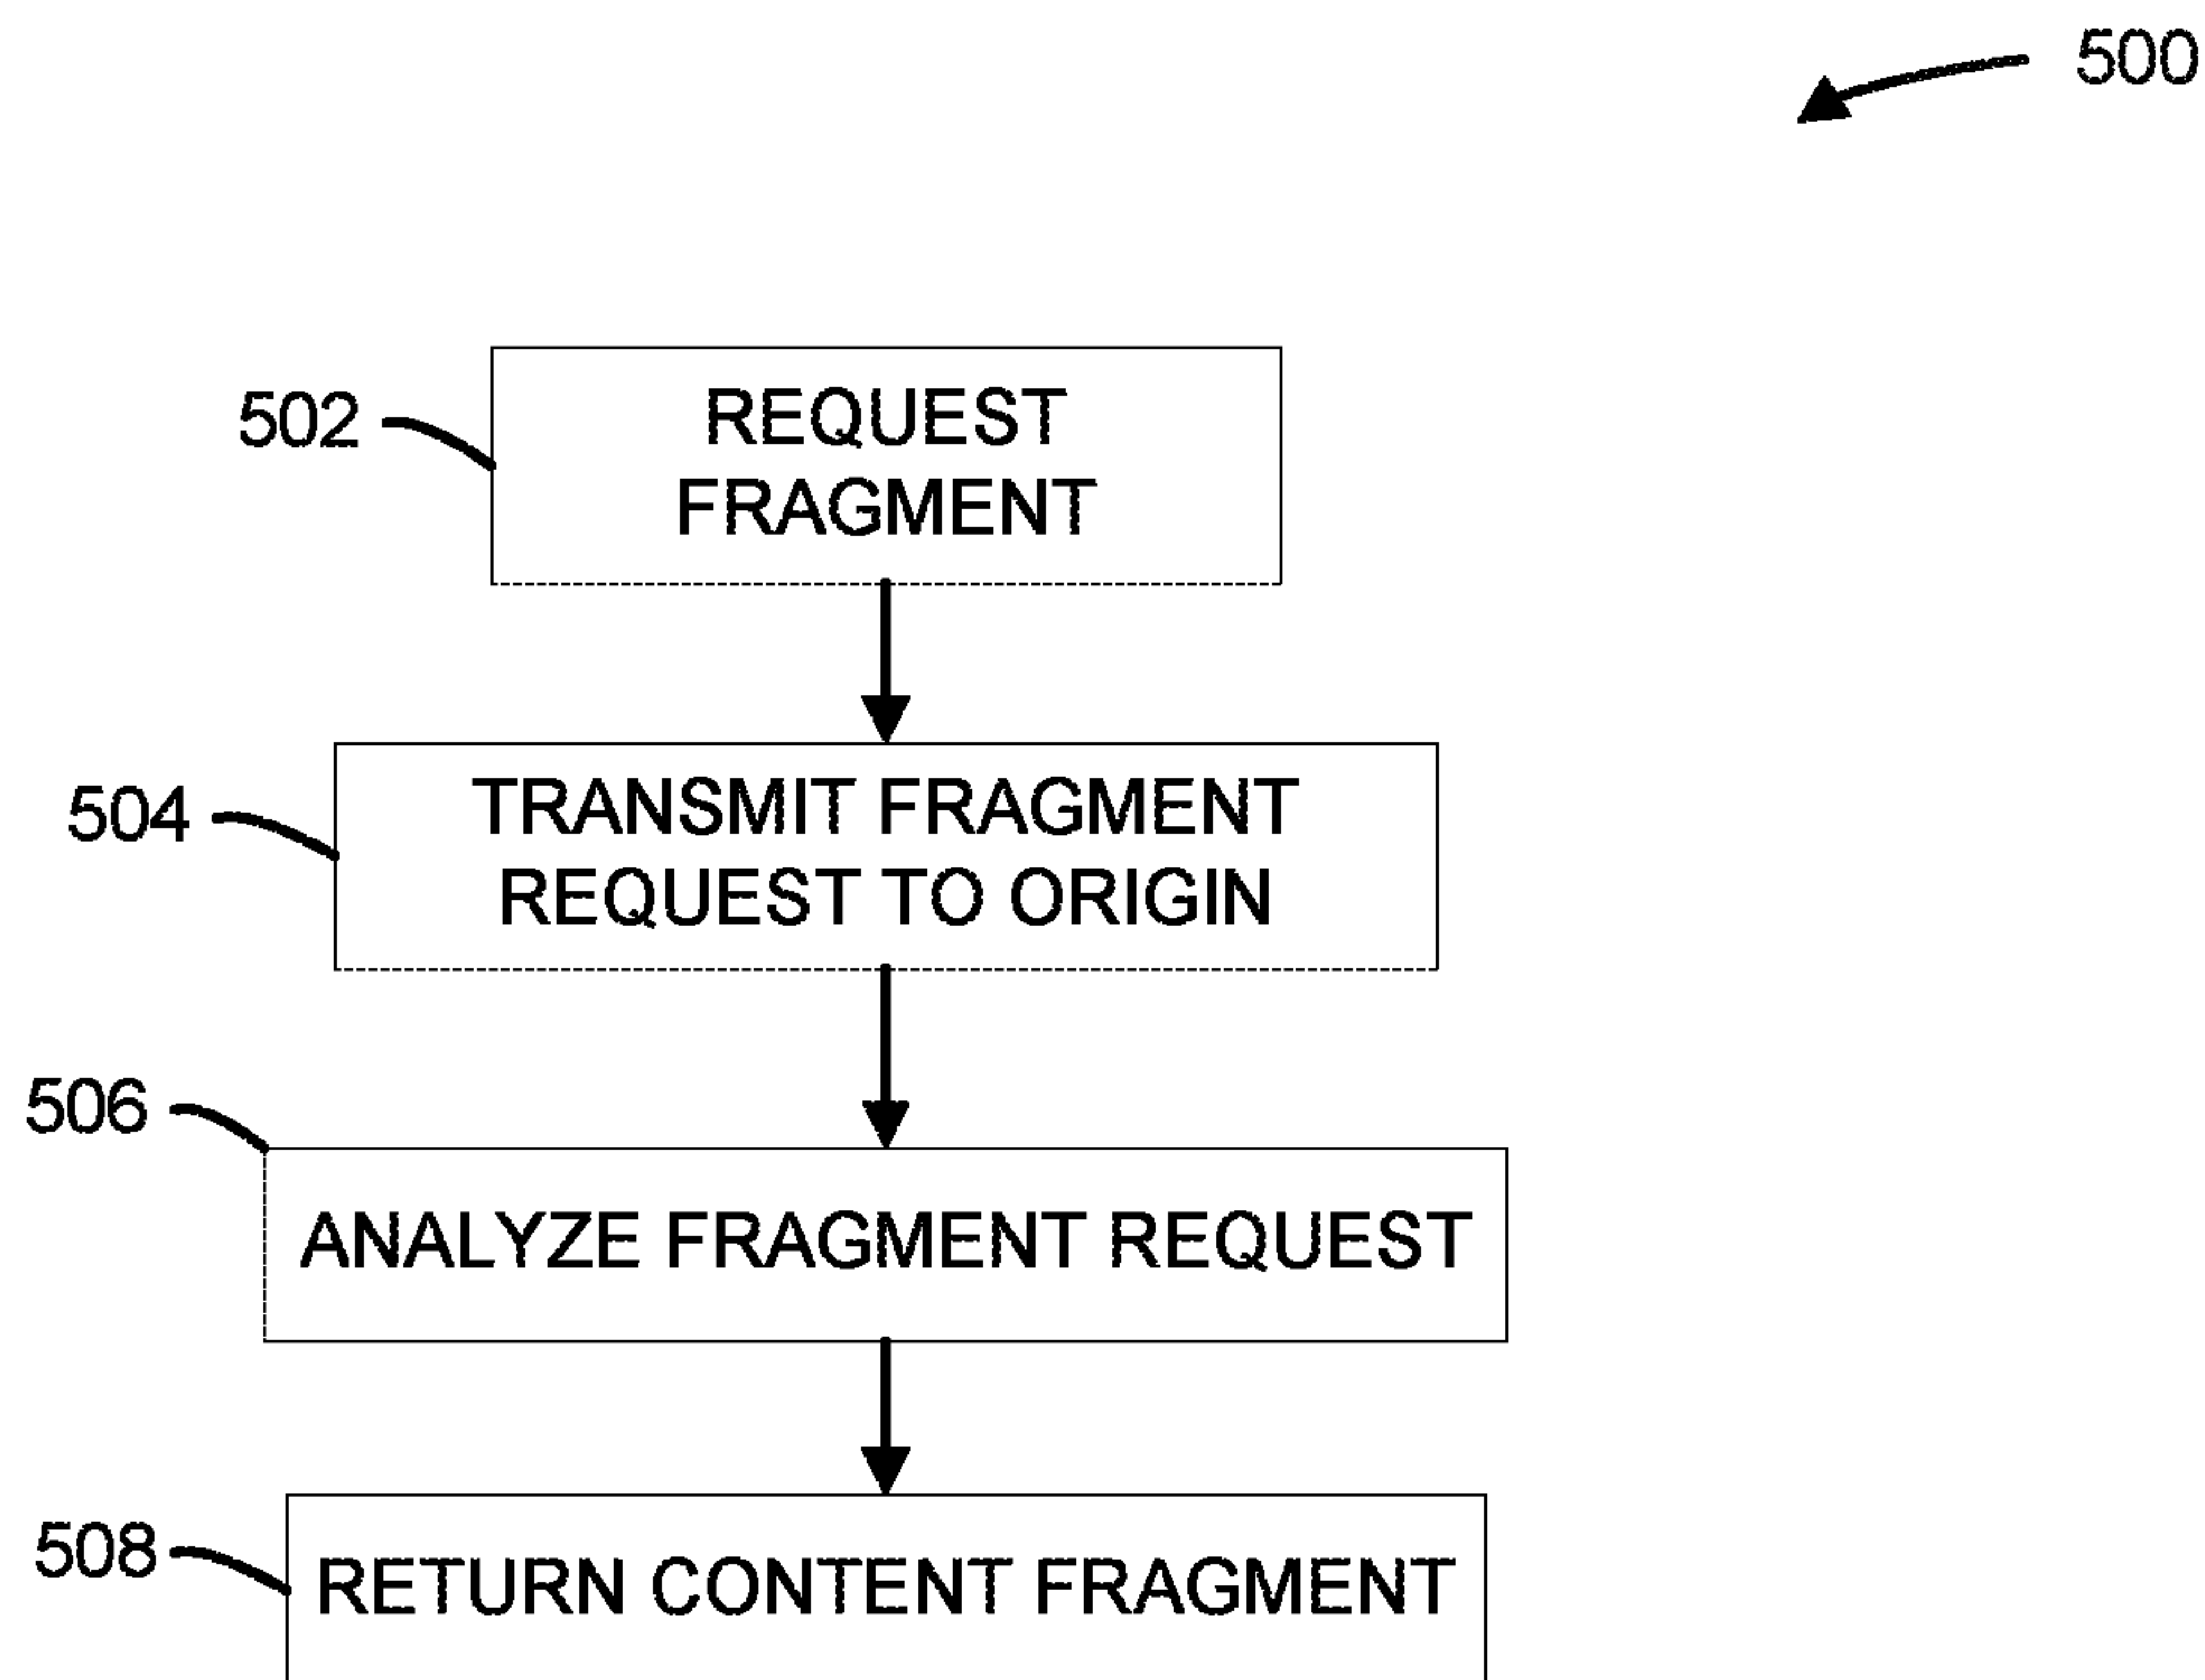 500
502
REQUEST
FRAGMENT
504
TRANSMIT FRAGMENT
REQUEST TO ORIGIN
506
ANALYZE FRAGMENT REQUEST
508
RETURN CONTENT FRAGMENT